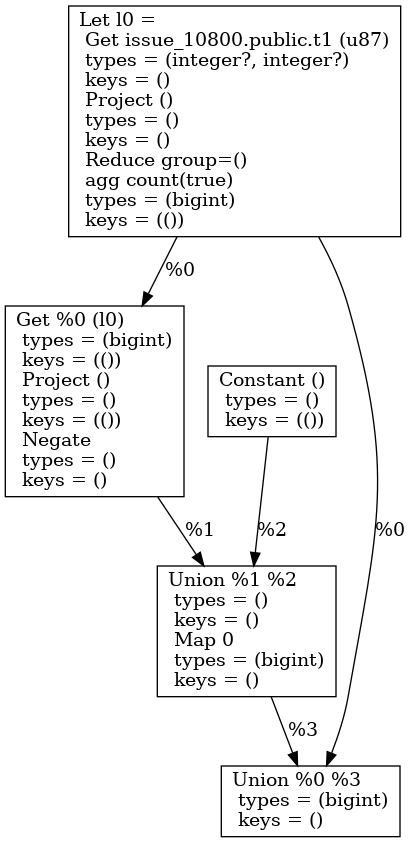 Let l0 =
Get issue_10800.public.t1 (u87)
types = (integer?, integer?)
keys = ()
Project ()
types = ()
keys = ()
Reduce group=()
agg count(true)
types = (bigint)
keys = (())
%0
Get %0 (l0)
types = (bigint)
keys = (())
Project ()
types = ()
keys = (())
Negate
types = ()
keys = ()
Constant ()
types = ()
keys = (())
%1
%2
%0
Union %1 %2
types = ()
keys = ()
Map 0
types = (bigint)
keys = ()
%3
Union %0 %3
types = (bigint)
keys = ()